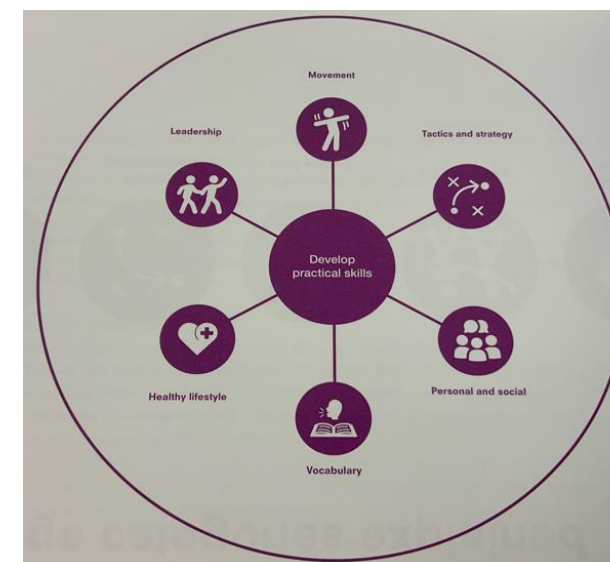 Movement
Leadership
Tactics and strategy
Develop
practical skills
Healthy lifestyle
Personal and social
Vocabulary